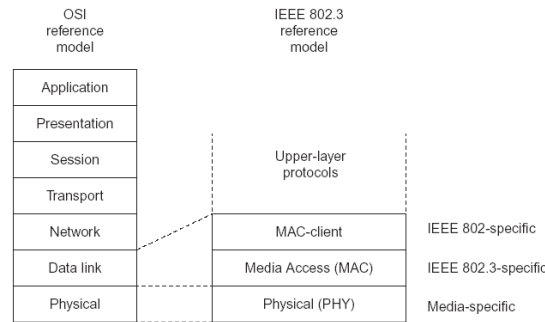 OSI
reference
model
IEEE 802.3
reference
model
Application
Presentation
Session
Transport
Network
Data link
Physical
Upper-layer
protocols
MAC-client
Media Access (MAC)
Physical (PHY)
IEEE 802-specific
IEEE 802.3-specific
Media-specific